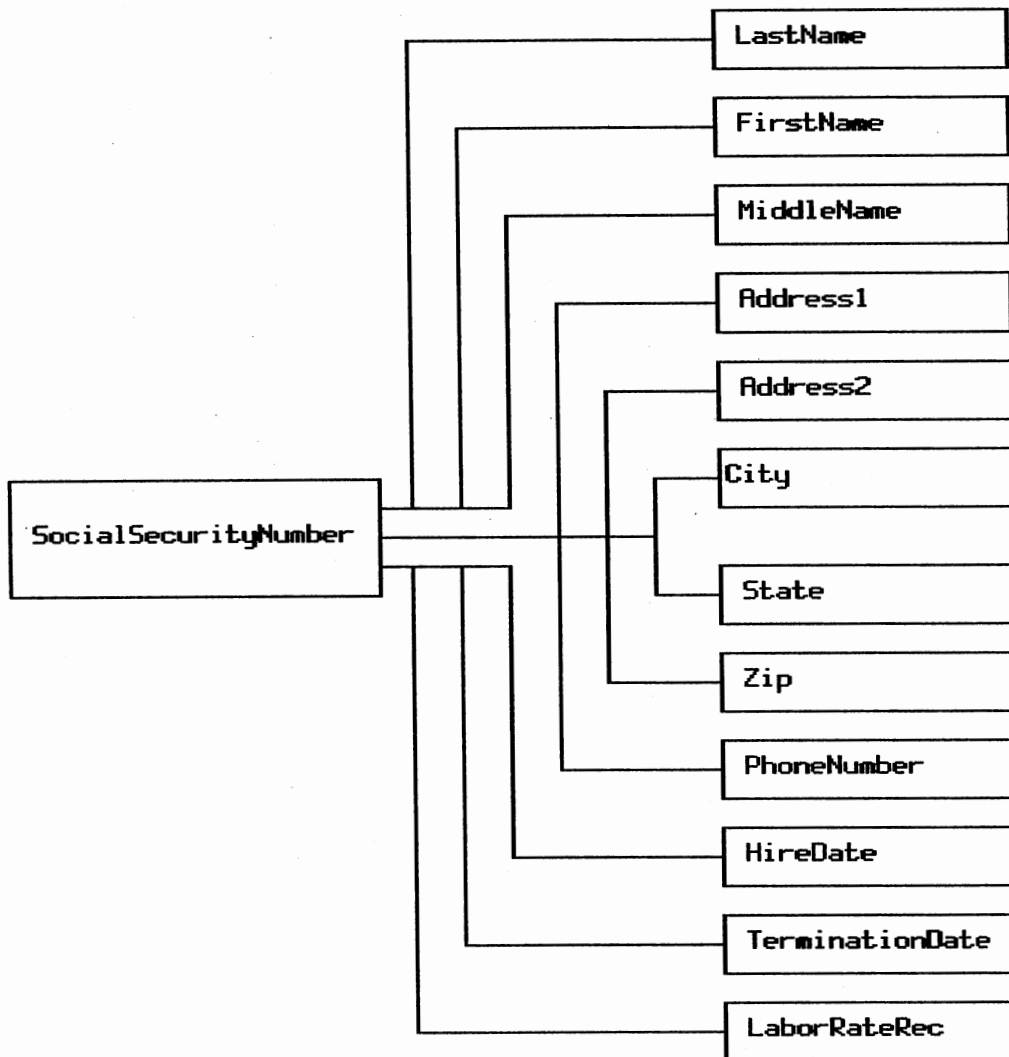 LastName
FirstName
MiddleName
Address1
Address2
City
SocialSecurityNumber
State
Zip
PhoneNumber
HireDate
TerminationDate
LaborRateRec